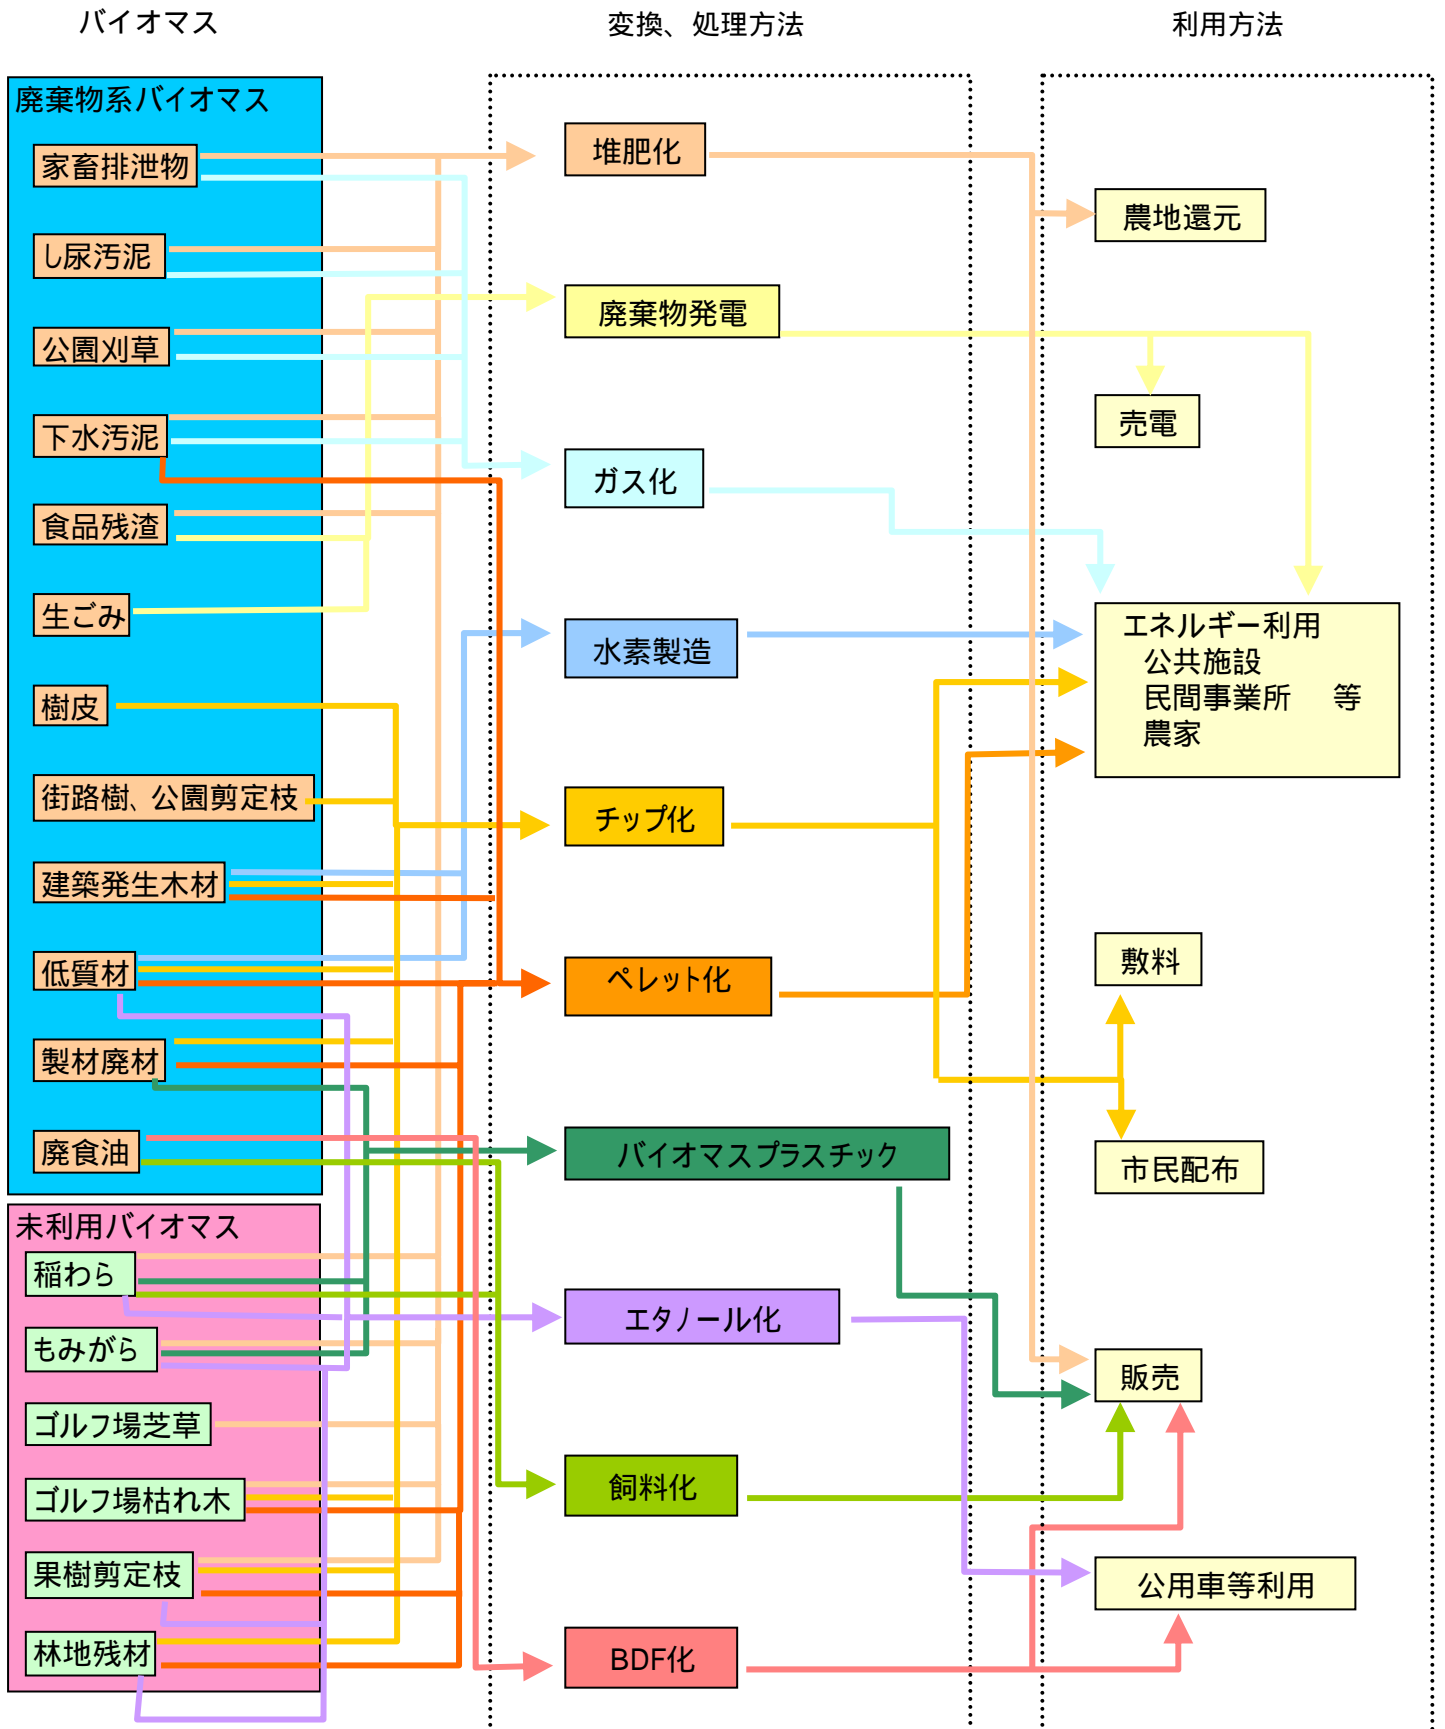 バイオマス
変換、処理方法
利用方法
廃棄物系バイオマス
家畜排泄物
し尿汚泥
公園刈草
下水汚泥
食品残渣
生ごみ
樹皮
街路樹、公園剪定枝
建築発生木材
低質材
製材廃材
廃食油
未利用バイオマス
稲わら
もみがら
ゴルフ場芝草
ゴルフ場枯れ木
果樹剪定枝
林地残材
堆肥化
廃棄物発電
ガス化
水素製造
チップ化
ペレット化
バイオマスプラスチック
エタノール化
飼料化
BDF化
農地還元
売電
エネルギー利用
公共施設
民間事業所 等
農家
敷料
市民配布
販売
公用車等利用